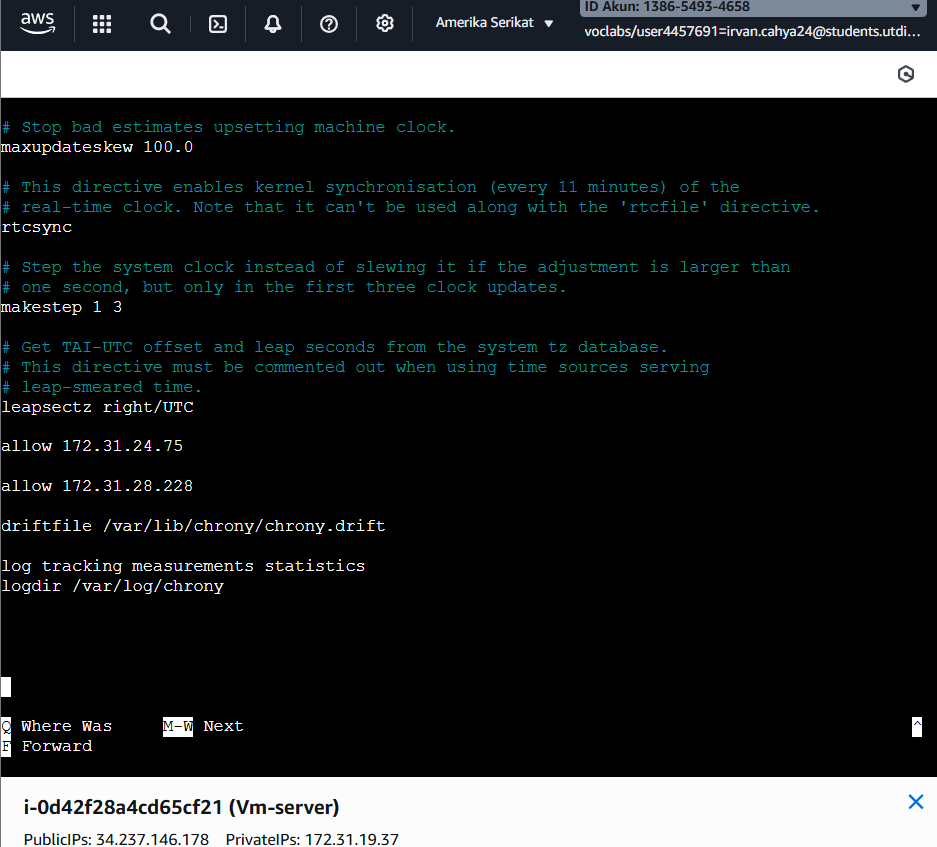 aws
Amerika Serikat
ID Akun: 1386-5493-4658
voclabs/user4457691=irvan.cahya24@students.utdi...
# Stop bad estimates upsetting machine clock.
maxupdateskew 100.0
# This directive enables kernel synchronisation (every 11 minutes) of the
# real-time clock. Note that it can't be used along with the 'rtcfile' directive.
rtcsync
# Step the system clock instead of slewing it if the adjustment is larger than
# one second, but only in the first three clock updates.
makestep 1 3
# Get TAI-UTC offset and leap seconds from the system tz database.
# This directive must be commented out when using time sources serving
# leap-smeared time.
leapsectz right/UTC
allow 172.31.24.75
allow 172.31.28.228
driftfile /var/lib/chrony/chrony.drift
log tracking measurements statistics
logdir /var/log/chrony
Q Where Was M-W Next ^
F Forward
i-0d42f28a4cd65cf21 (Vm-server)
PublicIPs: 34.237.146.178 PrivateIPs: 172.31.19.37